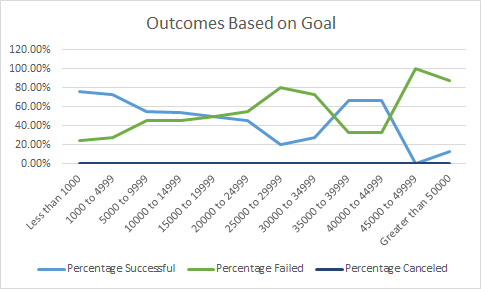 Outcomes Based on Goal
120.00%
100.00%
80.00%
60.00%
40.00%
20.00%
0.00%
Less than 1000
1000 to 4999
5000 to 9999
10000 to 14999
15000 to 19999
20000 to 24999
25000 to 29999
30000 to 34999
35000 to 39999
40000 to 44999
45000 to 49999
Greater than 50000
Percentage Successful Percentage Failed Percentage Canceled